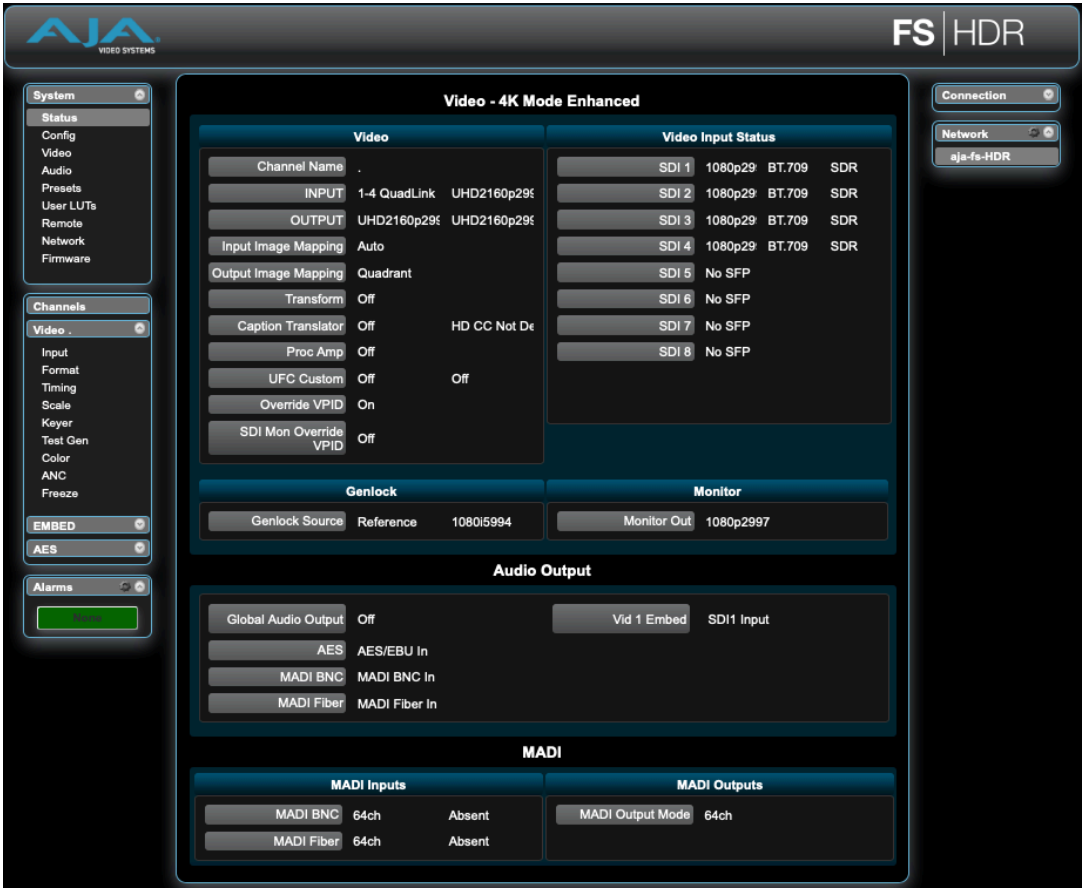 AJA
VIDEO SYSTEMS
FS|HDR
System
Status
Config
Video
Audio
Presets
User LUTs
Remote
Network
Firmware
Channels
Video .
Input
Format
Timing
Scale
Keyer
Test Gen
Color
ANC
Freeze
EMBED
AES
Alarms
None
Video - 4K Mode Enhanced
Video
Channel Name .
INPUT 1-4 QuadLink UHD2160p299
OUTPUT UHD2160p299 UHD2160p299
Input Image Mapping Auto
Output Image Mapping Quadrant
Transform Off
Caption Translator Off HD CC Not De
Proc Amp Off
UFC Custom Off Off
Override VPID On
SDI Mon Override
VPID Off
Video Input Status
SDI 1 1080p29 BT.709 SDR
SDI 2 1080p29 BT.709 SDR
SDI 3 1080p29 BT.709 SDR
SDI 4 1080p29 BT.709 SDR
SDI 5 No SFP
SDI 6 No SFP
SDI 7 No SFP
SDI 8 No SFP
Genlock
Genlock Source Reference 1080i5994
Monitor
Monitor Out 1080p2997
Audio Output
Global Audio Output Off
AES AES/EBU In
MADI BNC MADI BNC In
MADI Fiber MADI Fiber In
Vid 1 Embed SDI1 Input
MADI
MADI Inputs
MADI BNC 64ch Absent
MADI Fiber 64ch Absent
MADI Outputs
MADI Output Mode 64ch
Connection
Network
aja-fs-HDR